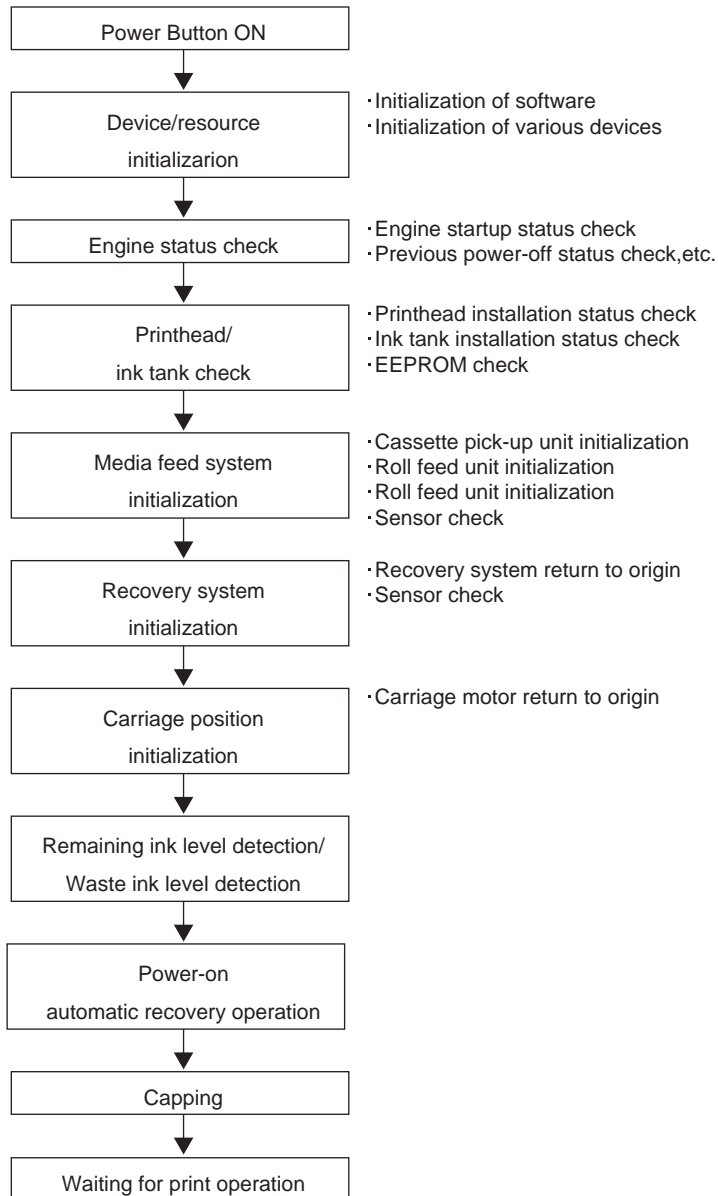 Power Button ON
Device/resource
initializarion
·Initialization of software
·Initialization of various devices
Engine status check
·Engine startup status check
·Previous power-off status check,etc.
Printhead/
ink tank check
·Printhead installation status check
·Ink tank installation status check
·EEPROM check
Media feed system
initialization
·Cassette pick-up unit initialization
·Roll feed unit initialization
·Roll feed unit initialization
·Sensor check
Recovery system
initialization
·Recovery system return to origin
·Sensor check
Carriage position
initialization
·Carriage motor return to origin
Remaining ink level detection/
Waste ink level detection
Power-on
automatic recovery operation
Capping
Waiting for print operation